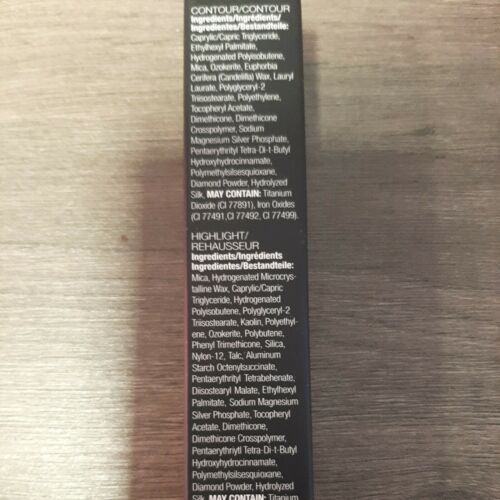 CONTOUR/CONTOUR
Ingredients/Ingrédients/
Ingredientes/Bestandteile:
Caprylic/Capric Triglyceride,
Ethylhexyl Palmitate,
Hydrogenated Polyisobutene,
Mica, Ozokerite, Euphorbia
Cerifera (Candelilla) Wax, Lauryl
Laurate, Polyglyceryl-2
Triisostearate, Polyethylene,
Tocopheryl Acetate,
Dimethicone, Dimethicone
Crosspolymer, Sodium
Magnesium Silver Phosphate,
Pentaerythrityl Tetra-Di-t-Butyl
Hydroxyhydrocinnamate,
Polymethylsilsesquioxane,
Diamond Powder, Hydrolyzed
Silk, MAY CONTAIN: Titanium
Dioxide (CI 77891), Iron Oxides
(CI 77491,CI 77492, CI 77499).
HIGHLIGHT/
REHAUSSEUR
Ingredients/Ingrédients
Ingredientes/Bestandteile:
Mica, Hydrogenated Microcrys-
talline Wax, Caprylic/Capric
Triglyceride, Hydrogenated
Polyisobutene, Polyglyceryl-2
Triisostearate, Kaolin, Polyethyl-
ene, Ozokerite, Polybutene,
Phenyl Trimethicone, Silica,
Nylon-12, Talc, Aluminum
Starch Octenylsuccinate,
Pentaerythrityl Tetrabehenate,
Diisostearyl Malate, Ethylhexyl
Palmitate, Sodium Magnesium
Silver Phosphate, Tocopheryl
Acetate, Dimethicone,
Dimethicone Crosspolymer,
Pentaerythriytl Tetra-Di-t-Butyl
Hydroxyhydrocinnamate,
Polymethylsilsesquioxane,
Diamond Powder, Hydrolyzed
Silk, MAY CONTAIN: Titanium